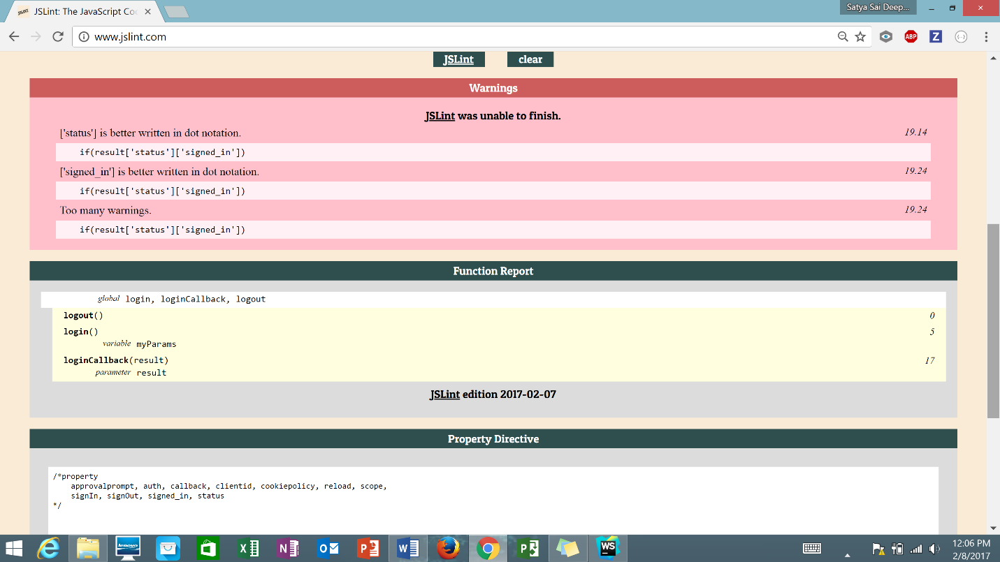 JSLint: The JavaScript Co
Satya Sai Deep...
www.jslint.com
ABP
Z
JSLint clear
Warnings
JSLint was unable to finish.
['status'] is better written in dot notation. 19.14
if(result['status']['signed_in'])
['signed_in'] is better written in dot notation. 19.24
if(result['status']['signed_in'])
Too many warnings. 19.24
if(result['status']['signed_in'])
Function Report
global login, loginCallback, logout
logout() 0
login() 5
variable myParams
loginCallback(result) 17
parameter result
JSLint edition 2017-02-07
Property Directive
/*property
approvalprompt, auth, callback, clientid, cookiepolicy, reload, scope,
signIn, signOut, signed_in, status
*/
lenovo
WS
12:06 PM
2/8/2017